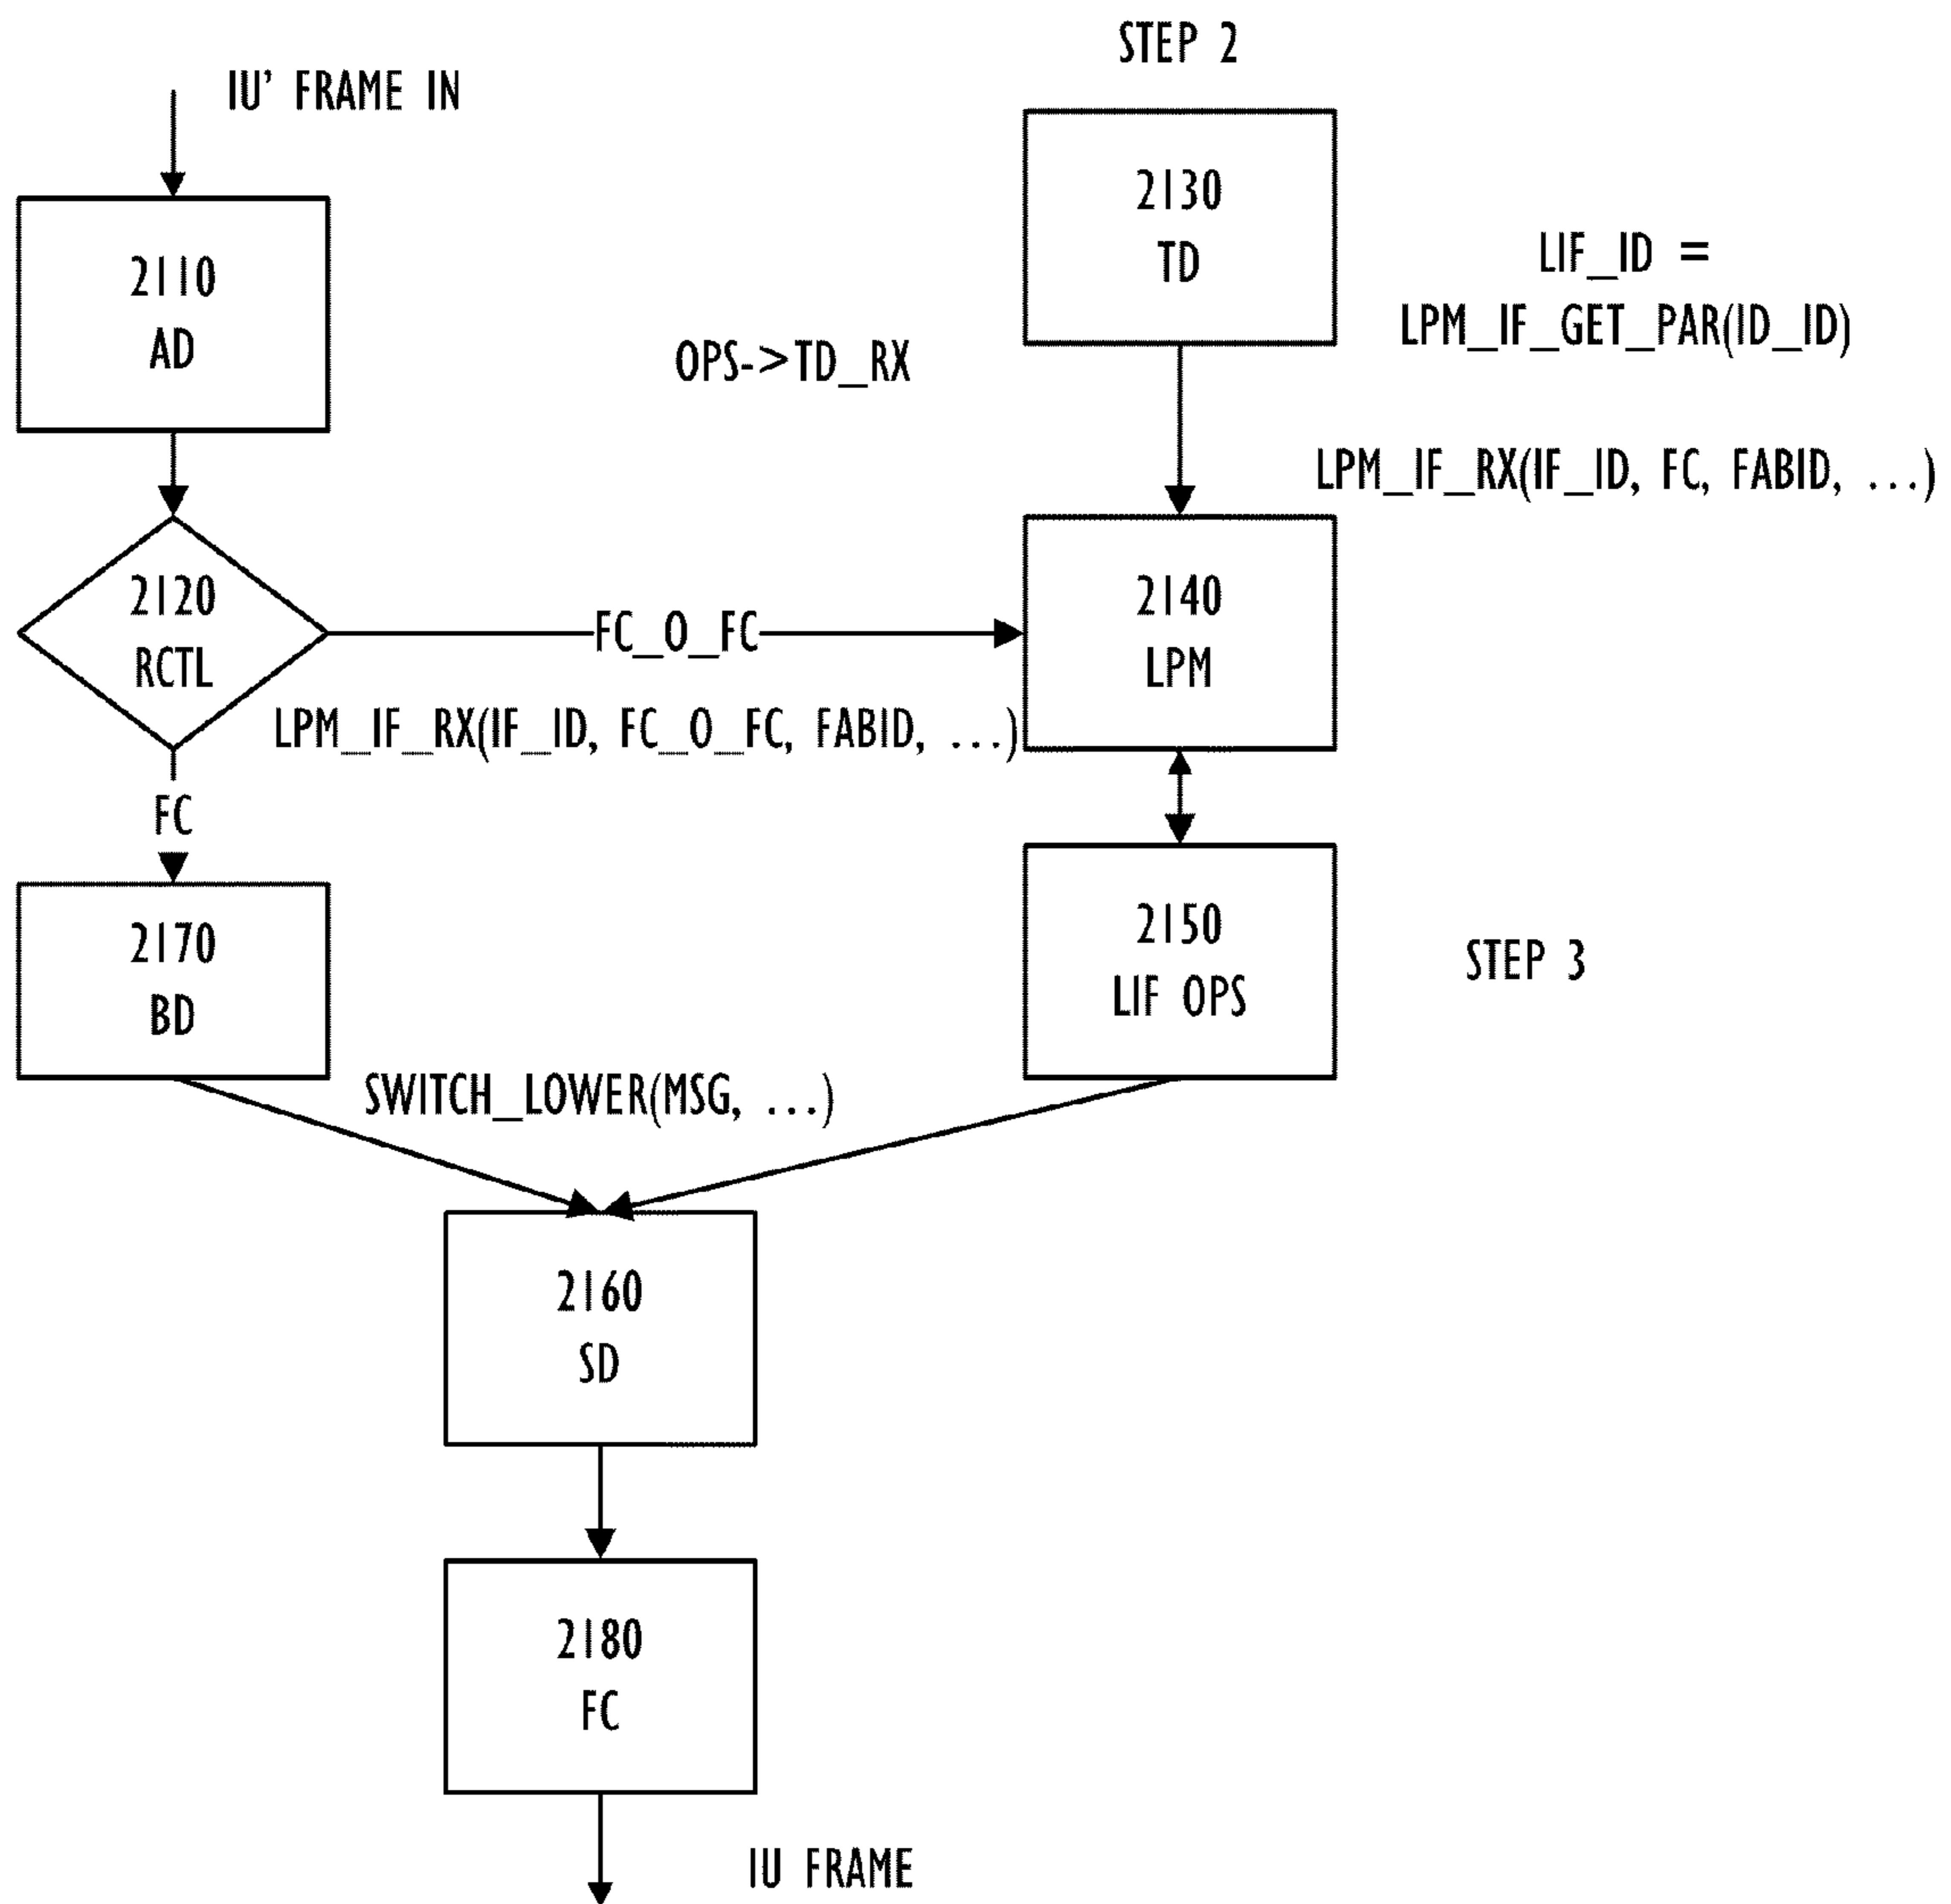 STEP 2
IU' FRAME IN
2110
AD
2130
TD
LIF_ID =
LPM_IF_GET_PAR(ID_ID)
OPS->TD_RX
LPM_IF_RX(IF_ID, FC, FABID, ...)
2120
RCTL
FC_O_FC
2140
LPM
LPM_IF_RX(IF_ID, FC_O_FC, FABID, ...)
FC
2170
BD
2150
LIF OPS
STEP 3
SWITCH_LOWER(MSG, ...)
2160
SD
2180
FC
IU FRAME